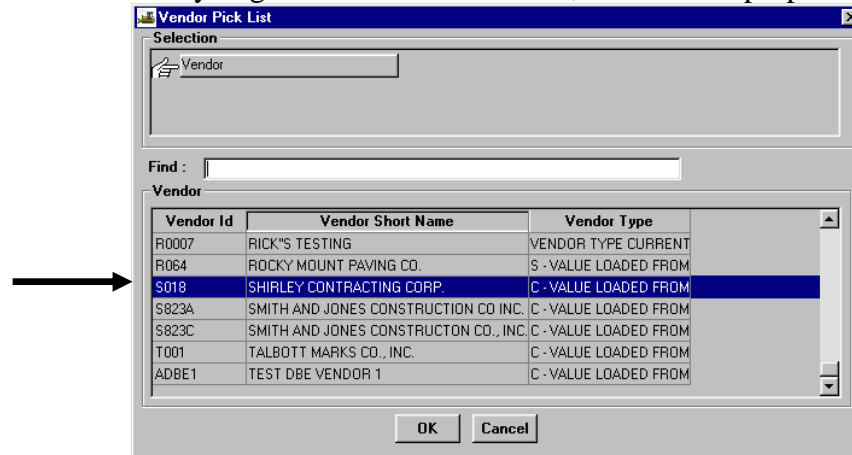 Vendor Pick List
Selection
Vendor
Find :
Vendor
Vendor Id Vendor Short Name Vendor Type
R0007 RICK"S TESTING VENDOR TYPE CURRENT
R064 ROCKY MOUNT PAVING CO. S - VALUE LOADED FROM
S018 SHIRLEY CONTRACTING CORP. C - VALUE LOADED FROM
S823A SMITH AND JONES CONSTRUCTION CO INC. C - VALUE LOADED FROM
S823C SMITH AND JONES CONSTRUCTON CO., INC. C - VALUE LOADED FROM
T001 TALBOTT MARKS CO., INC. C - VALUE LOADED FROM
ADBE1 TEST DBE VENDOR 1 C - VALUE LOADED FROM
OK Cancel